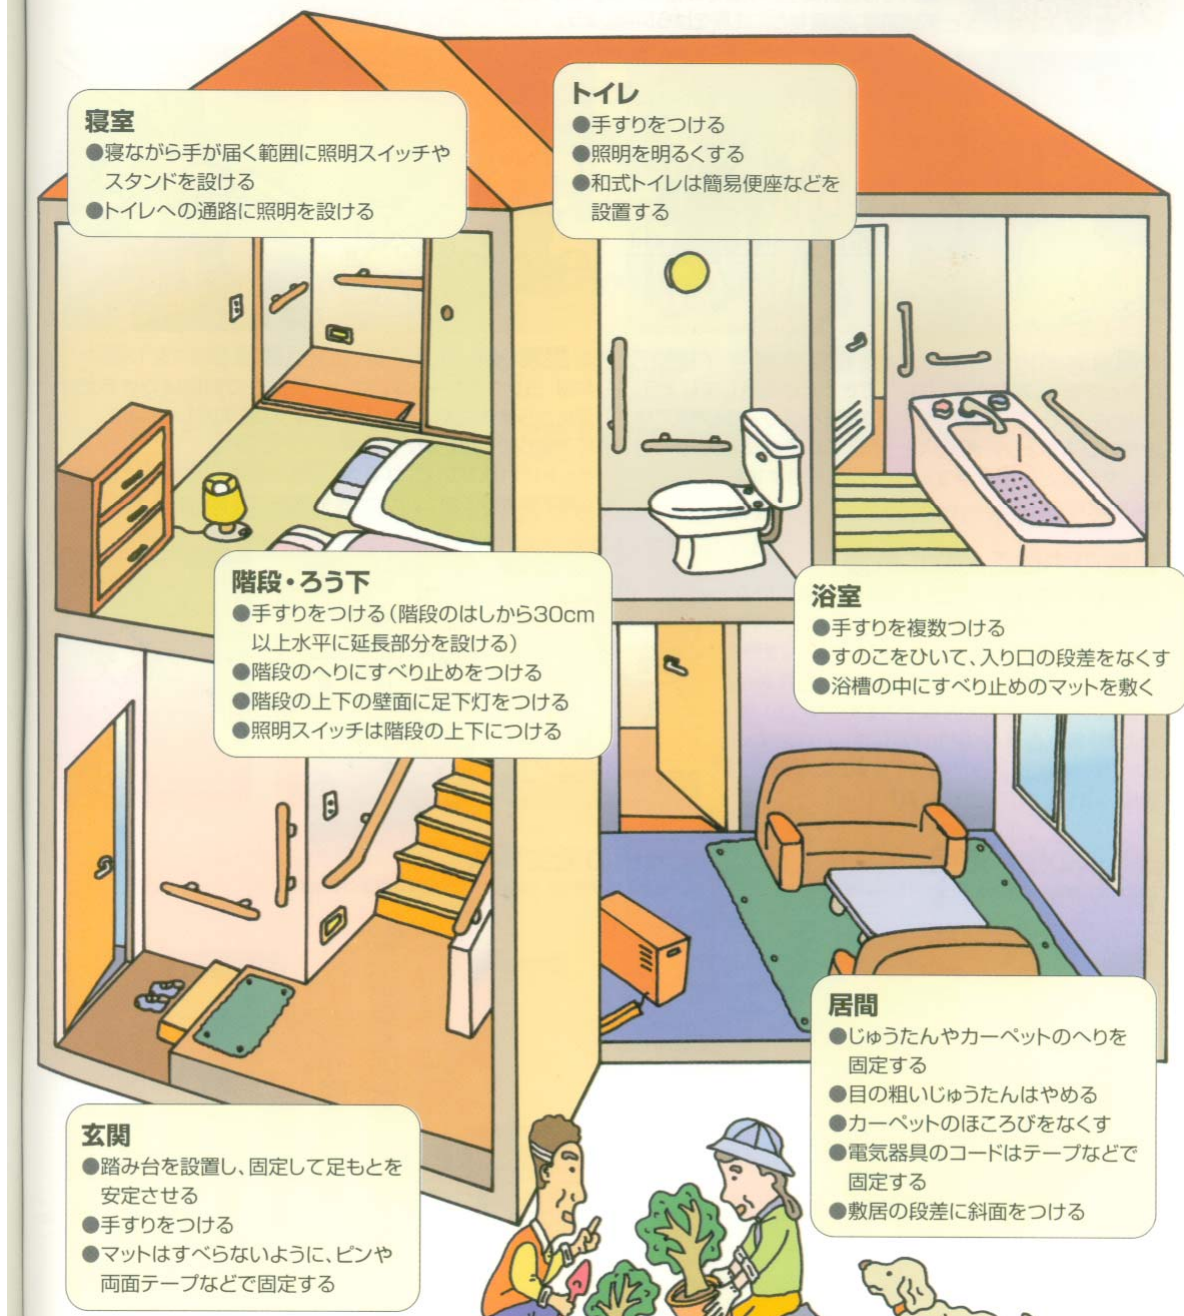 寝室
●寝ながら手が届く範囲に照明スイッチや
スタンドを設ける
●トイレへの通路に照明を設ける
トイレ
●手すりをつける
●照明を明るくする
●和式トイレは簡易便座などを
設置する
階段・ろう下
●手すりをつける(階段のはしから30cm
以上水平に延長部分を設ける)
●階段のへりにすべり止めをつける
●階段の上下の壁面に足下灯をつける
●照明スイッチは階段の上下につける
浴室
●手すりを複数つける
●すのこをひいて、入り口の段差をなくす
●浴槽の中にすべり止めのマットを敷く
居間
●じゅうたんやカーペットのへりを
固定する
●目の粗いじゅうたんはやめる
●カーペットのほころびをなくす
●電気器具のコードはテープなどで
固定する
●敷居の段差に斜面をつける
玄関
●踏み台を設置し、固定して足もとを
安定させる
●手すりをつける
●マットはすべらないように、ピンや
両面テープなどで固定する